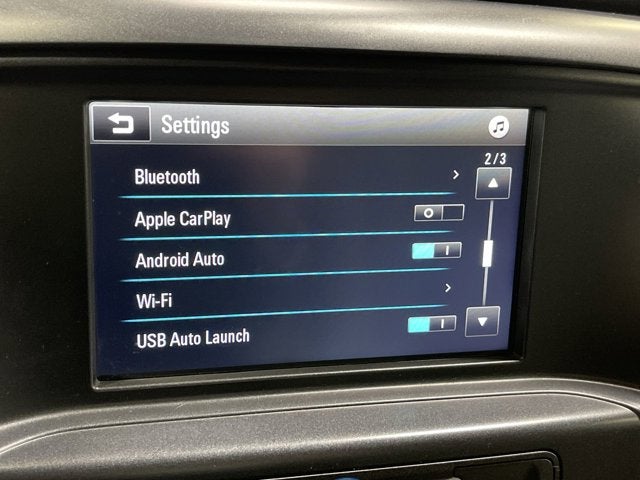 Settings
2/3
Bluetooth
Apple CarPlay
Android Auto
Wi-Fi
USB Auto Launch